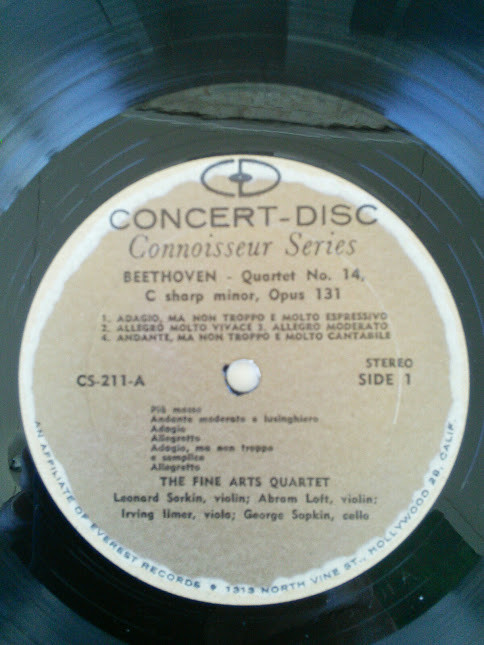 CD
CONCERT-DISC
Connoisseur Series
BEETHOVEN - Quartet No. 14,
C sharp minor, Opus 131
1. ADAGIO, MA NON TROPPO E MOLTO ESPRESSIVO
2. ALLEGRO MOLTO VIVACE 3. ALLEGRO MODERATO
4. ANDANTE, MA NON TROPPO E MOLTO CANTABILE
STEREO
CS-211-A
SIDE 1
Più mosso
Andante moderato e lusinghiero
Adagio
Allegretto
Adagio, ma non troppo
e semplice
Allegretto
THE FINE ARTS QUARTET
Leonard Sorkin, violin; Abram Loft, violin;
Irving Ilmer, viola; George Sopkin, cello
AN AFFILIATE OF EVEREST RECORDS ✦ 1313 NORTH VINE ST., HOLLYWOOD 28, CALIF.